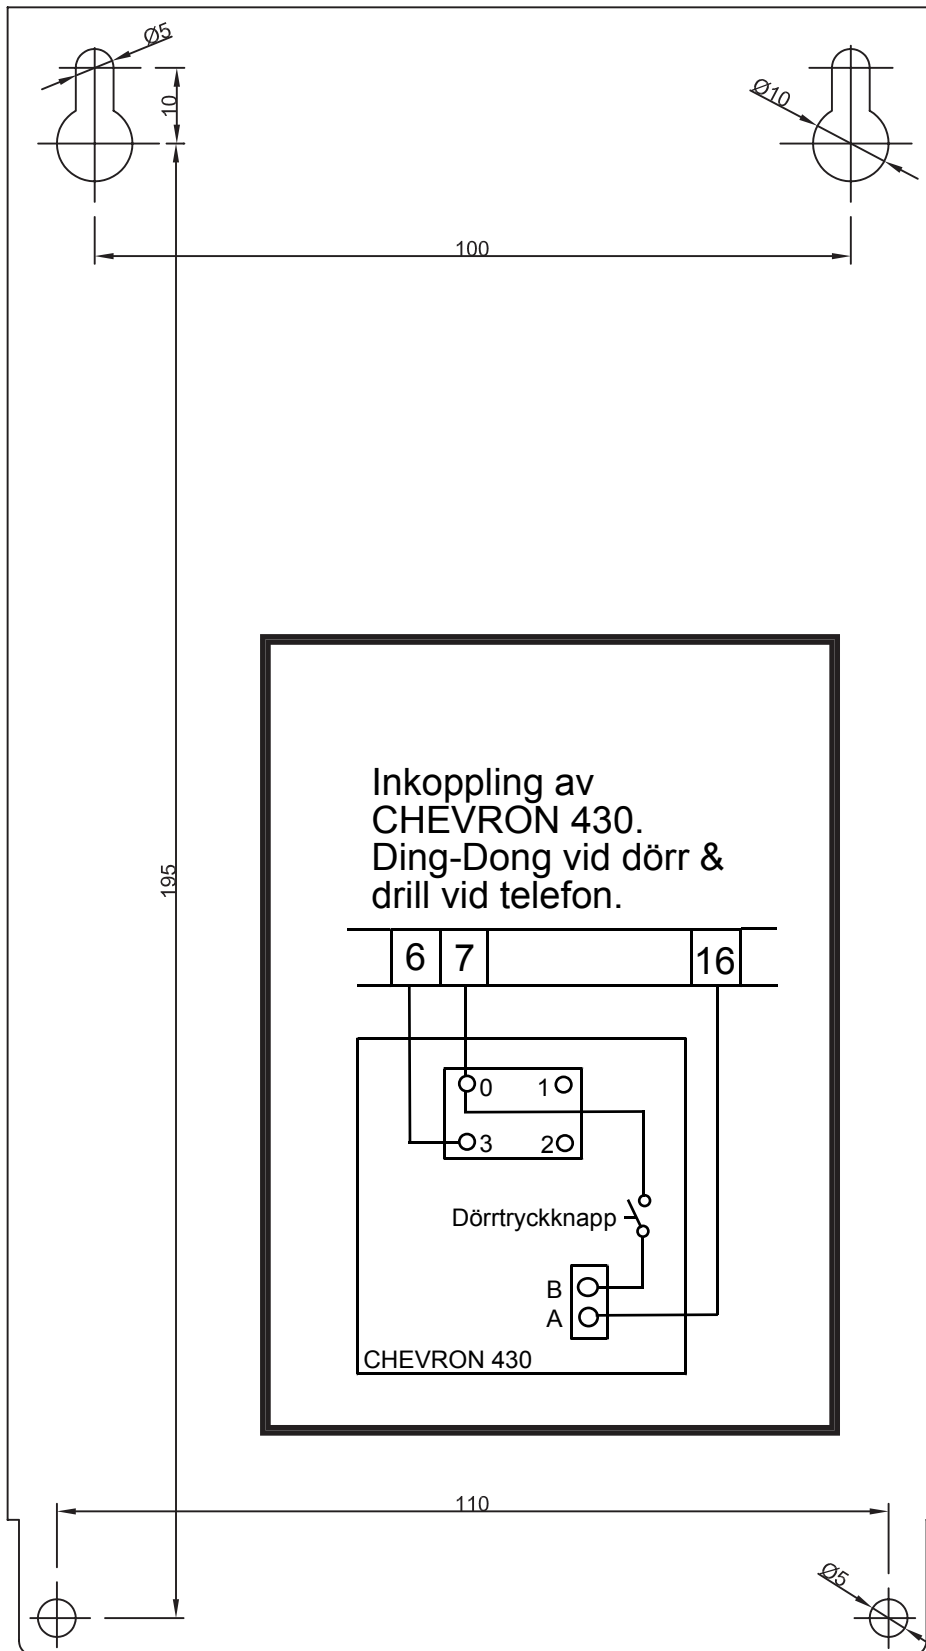 Ø5
10
Ø10
100
195
Inkoppling av
CHEVRON 430.
Ding-Dong vid dörr &
drill vid telefon.
6 7 16
0 1
3 2
Dörrtryckknapp
B
A
CHEVRON 430
110
Ø5